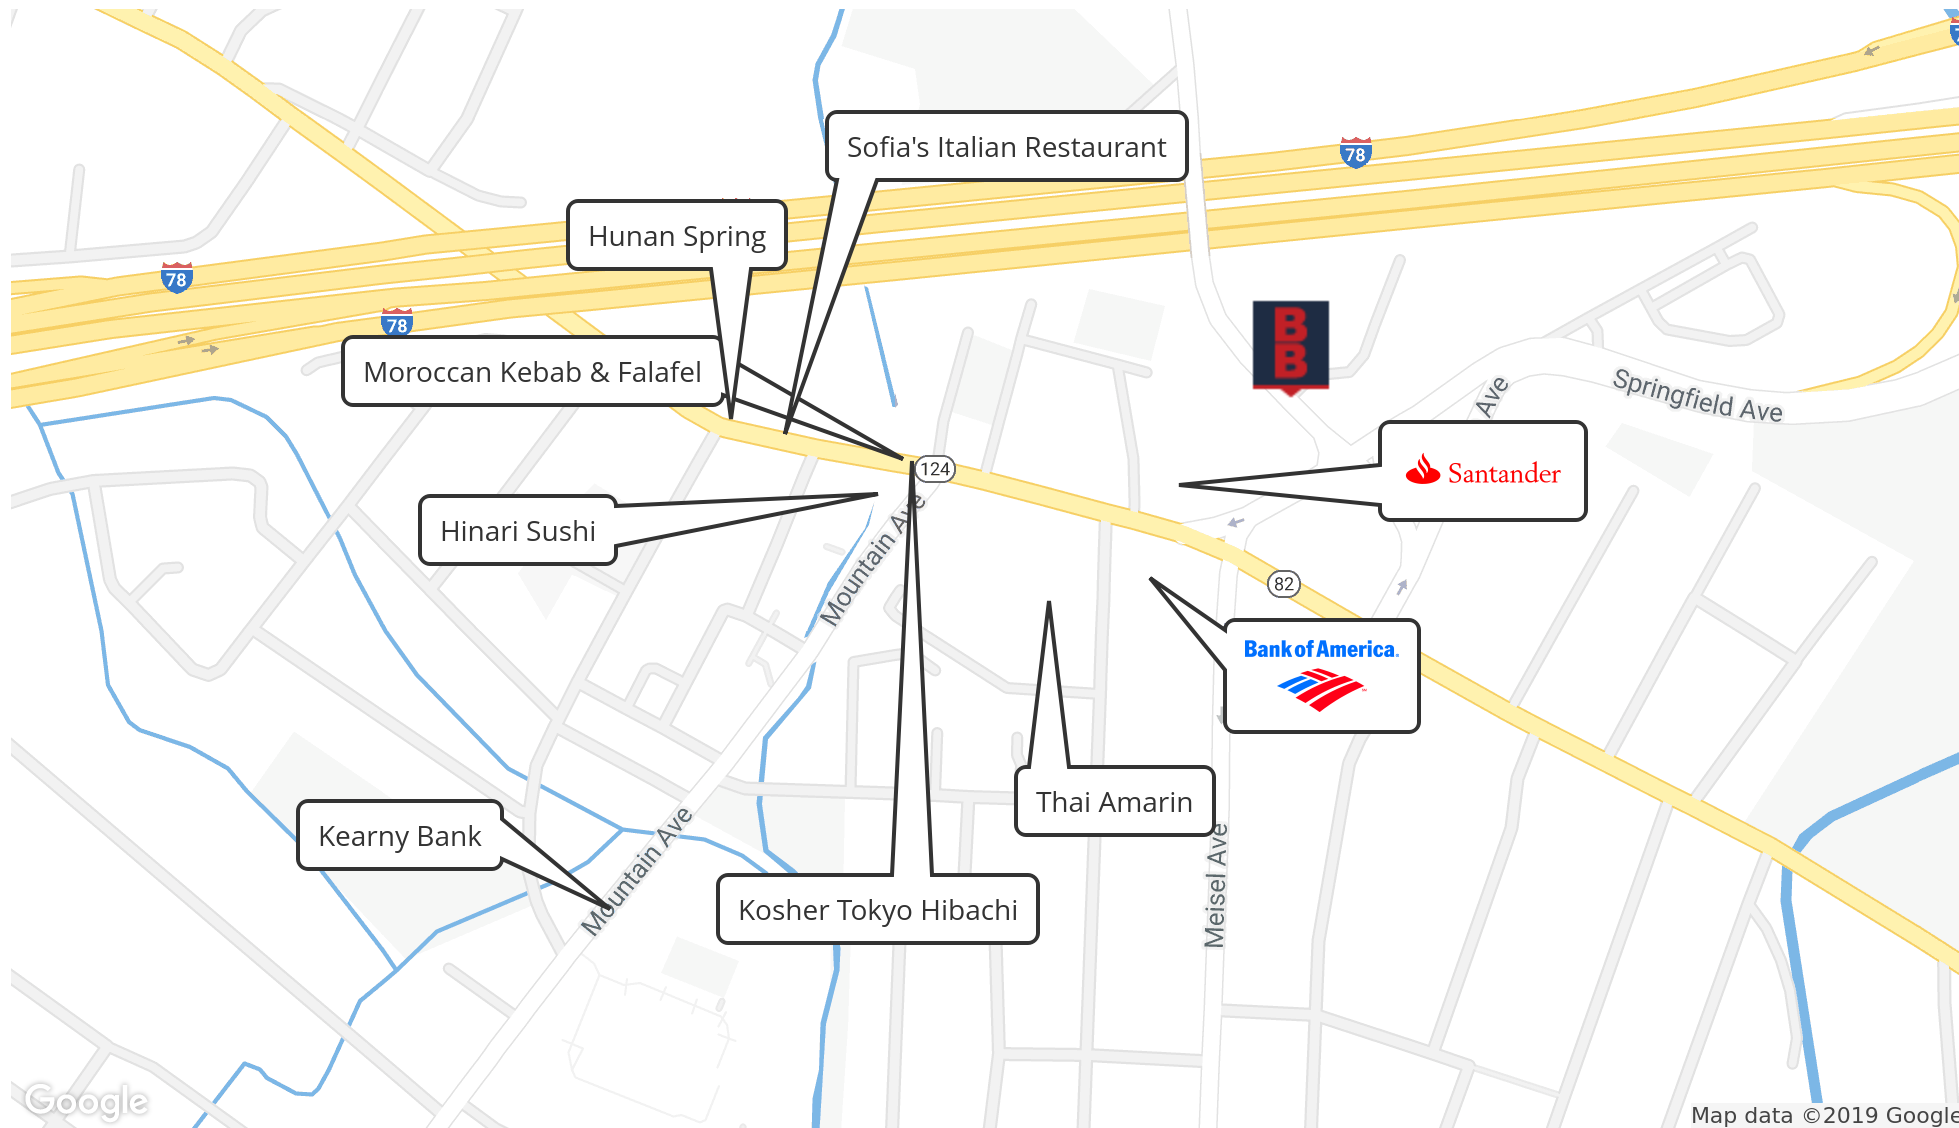 78
Sofia's Italian Restaurant
Hunan Spring
78
78
B
B
Moroccan Kebab & Falafel
Springfield Ave
Ave
124
Santander
Hinari Sushi
Mountain Ave
82
Bank of America
Thai Amarin
Kearny Bank
Mountain Ave
Meisel Ave
Kosher Tokyo Hibachi
Google
Map data ©2019 Google